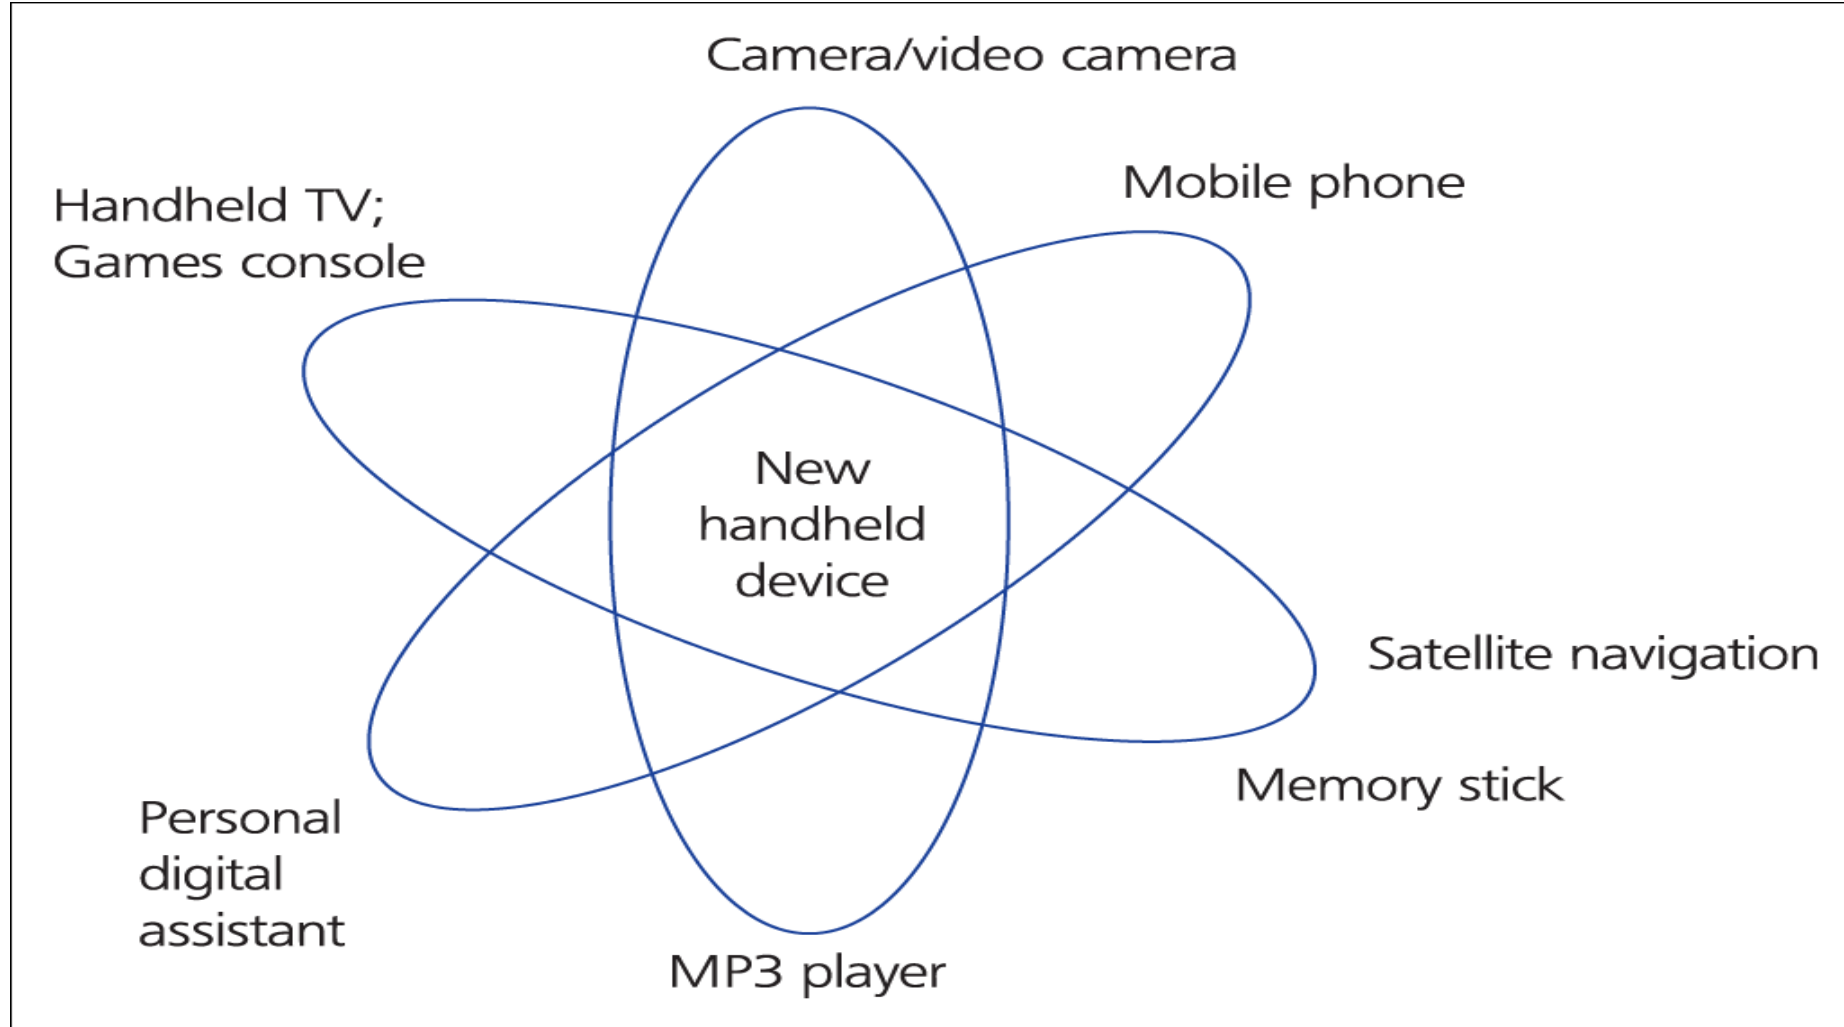 Camera/video camera
Mobile phone
Handheld TV;
Games console
New
handheld
device
Satellite navigation
Memory stick
Personal
digital
assistant
MP3 player